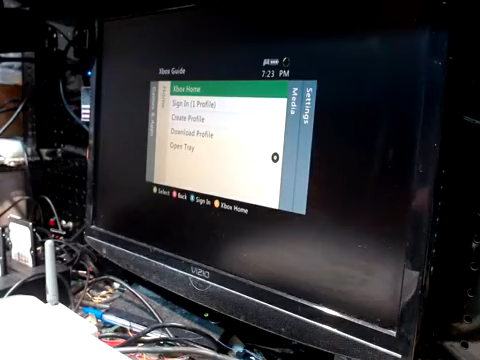 Xbox Guide
7:23 PM
Xbox Home
Sign In (1 Profile)
Create Profile
Download Profile
Open Tray
Media
Settings
Select
Back
Sign In
Xbox Home
VIZIO